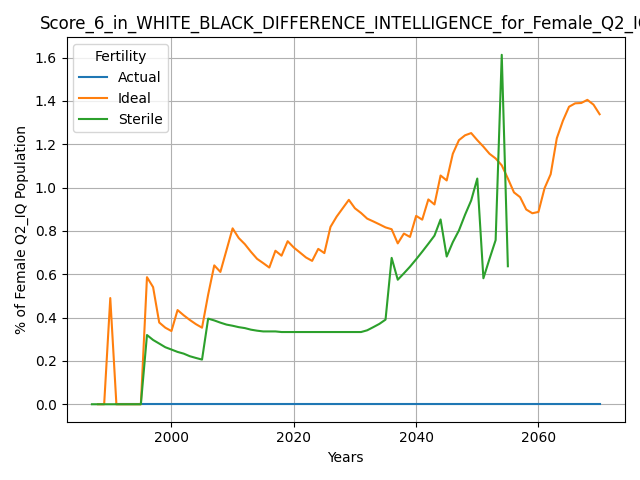 Score_6_in_WHITE_BLACK_DIFFERENCE_INTELLIGENCE_for_Female_Q2_IQ
Fertility
Actual
Ideal
Sterile
% of Female Q2_IQ Population
1.6
1.4
1.2
1.0
0.8
0.6
0.4
0.2
0.0
2000 2020 2040 2060
Years